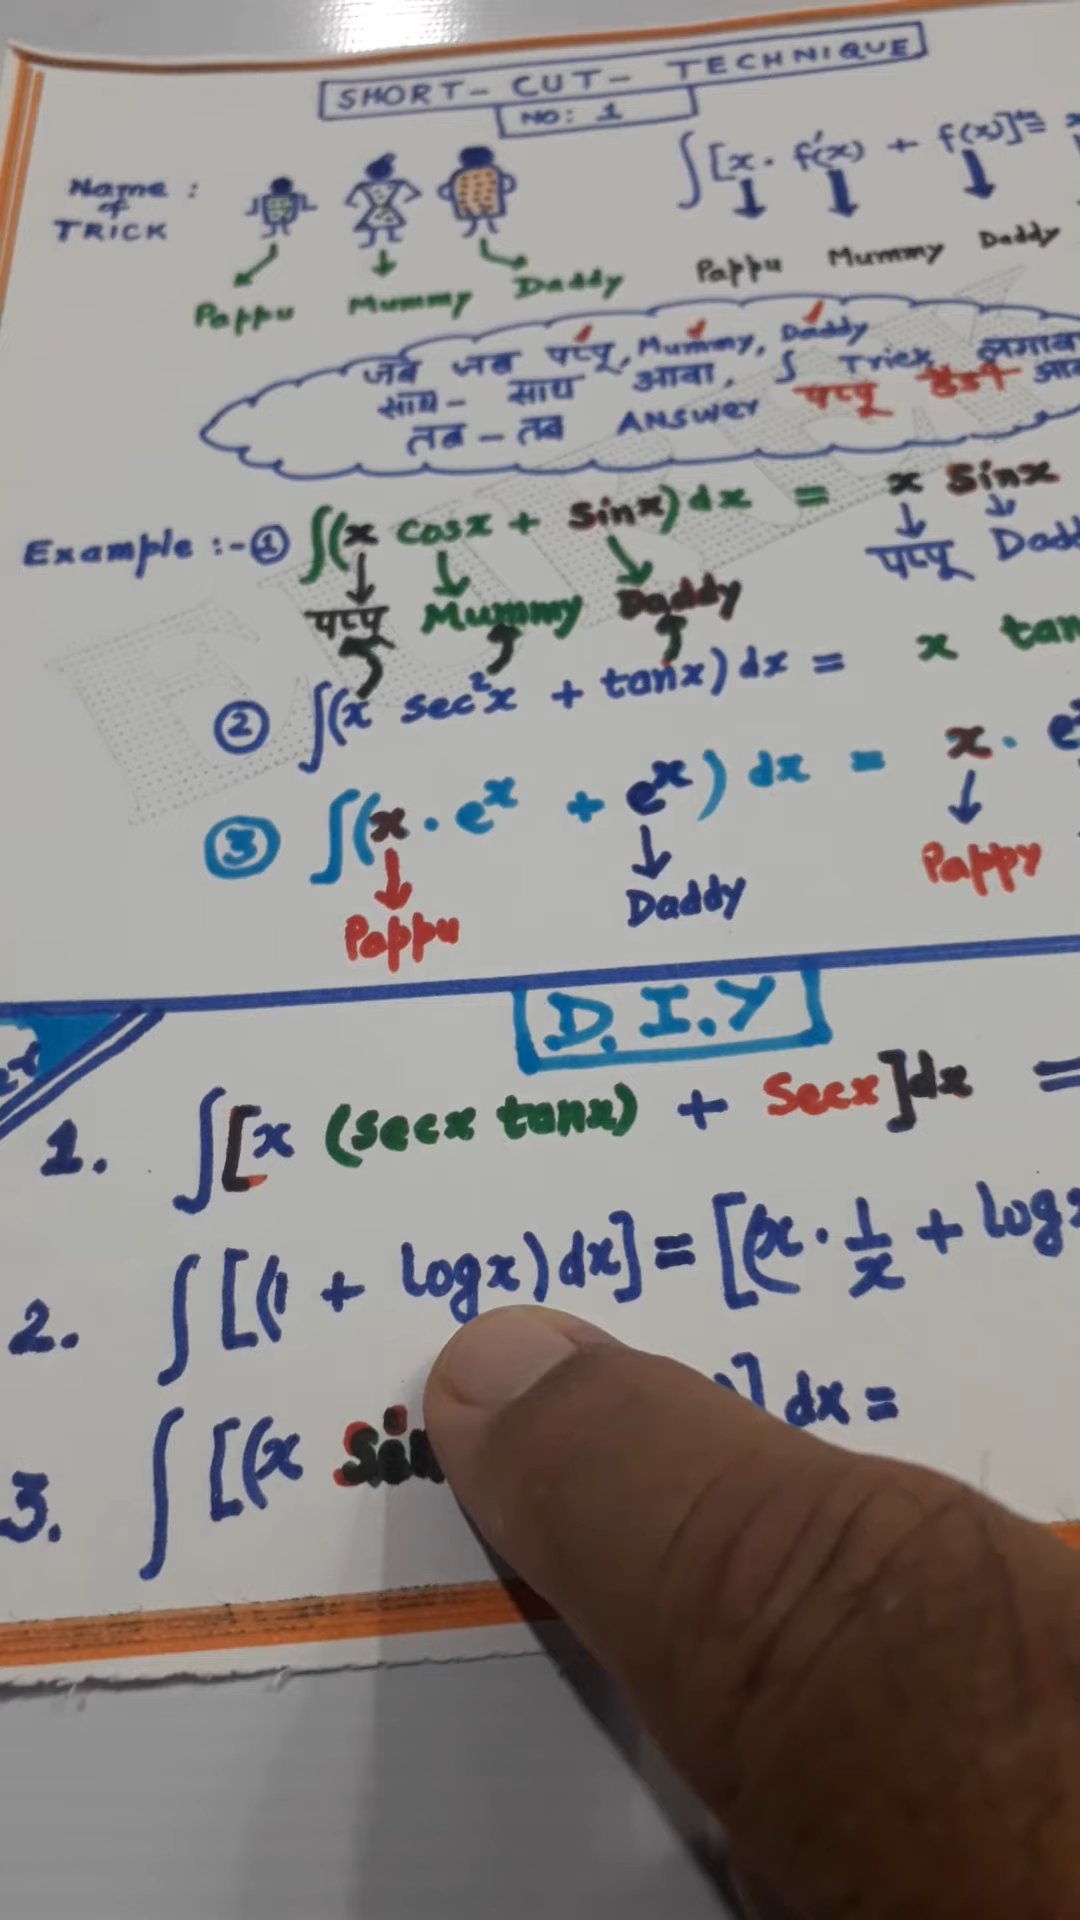 SHORT- CUT- TECHNIQUE
NO: 1
Name of TRICK :
∫[x. f'(x) + f(x)]dx=
Pappu Mummy Daddy
Pappu Mummy Daddy
जब जब पप्पू, Mummy, Daddy
साथ- साथ आवा, ∫ Trick
तब-तब ANSWER पप्पू
Example :- ① ∫(x cosx + sinx)dx = x sinx
पप्पू Mummy Daddy पप्पू
② ∫(x sec²x + tanx)dx = x tan
③ ∫(x.eˣ + eˣ)dx = x.
Pappu Daddy Pappy
D.I.Y
1. ∫[x (secx tanx) + secx]dx =
2. ∫[(1 + logx)dx] = [(x.1/x + log
3. ∫[(x sin ] dx =